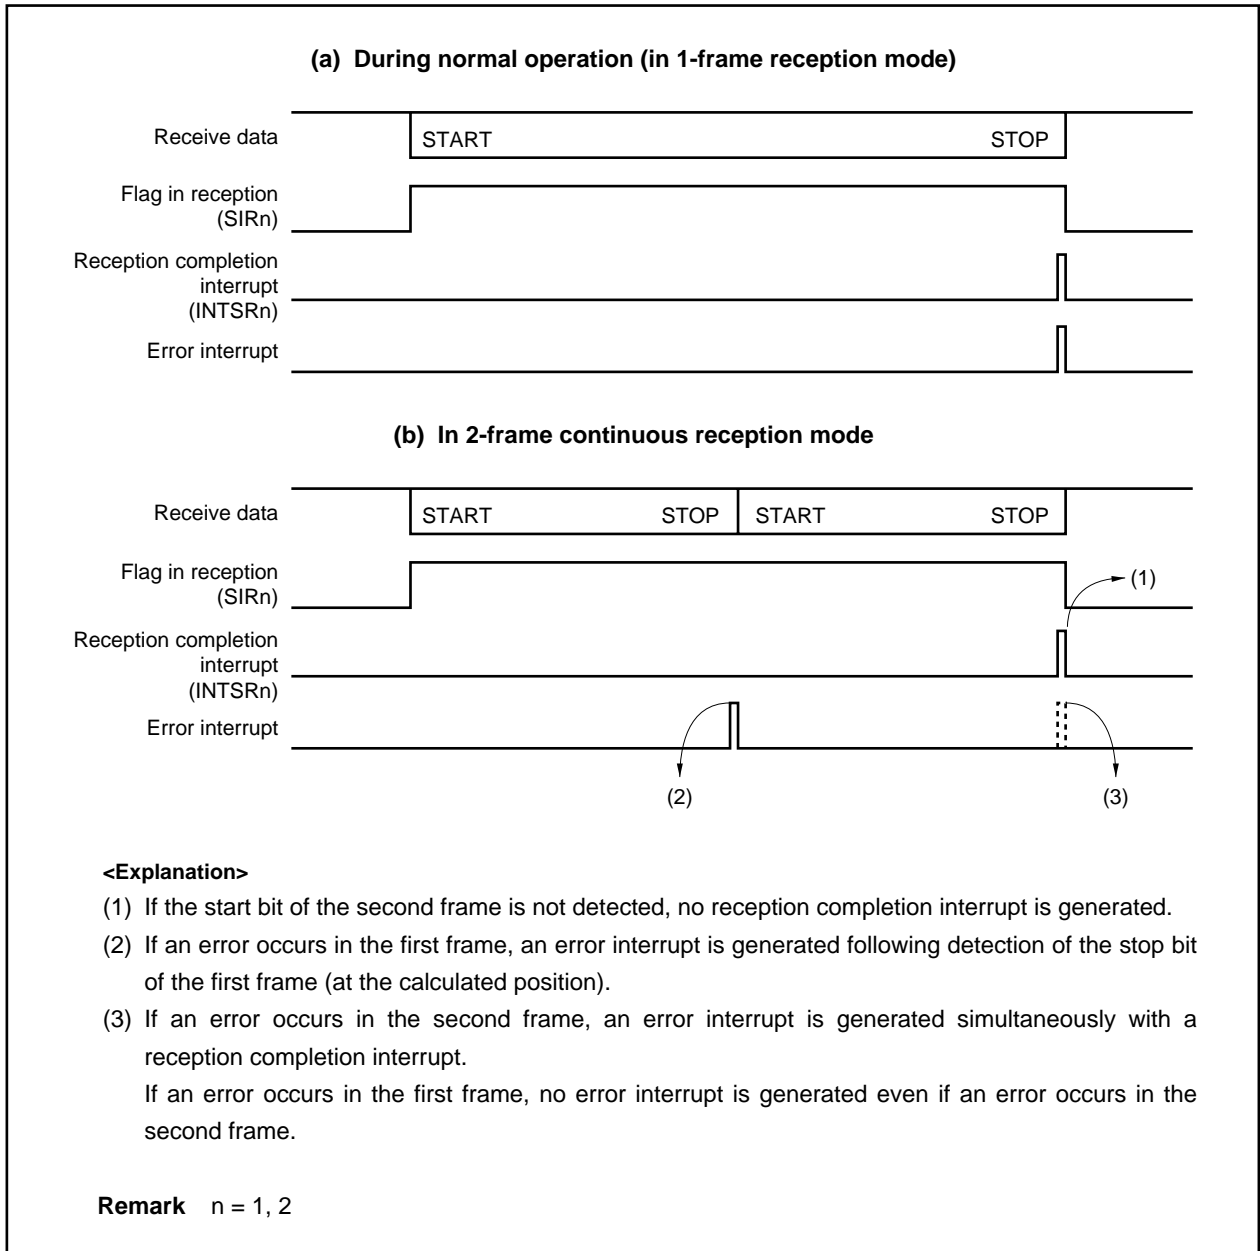 (a) During normal operation (in 1-frame reception mode)
Receive data
START
STOP
Flag in reception
(SIRn)
Reception completion
interrupt
(INTSRn)
Error interrupt
(b) In 2-frame continuous reception mode
Receive data
START
STOP
START
STOP
Flag in reception
(SIRn)
(1)
Reception completion
interrupt
(INTSRn)
Error interrupt
(2)
(3)
<Explanation>
(1) If the start bit of the second frame is not detected, no reception completion interrupt is generated.
(2) If an error occurs in the first frame, an error interrupt is generated following detection of the stop bit
of the first frame (at the calculated position).
(3) If an error occurs in the second frame, an error interrupt is generated simultaneously with a
reception completion interrupt.
If an error occurs in the first frame, no error interrupt is generated even if an error occurs in the
second frame.
Remark n = 1, 2